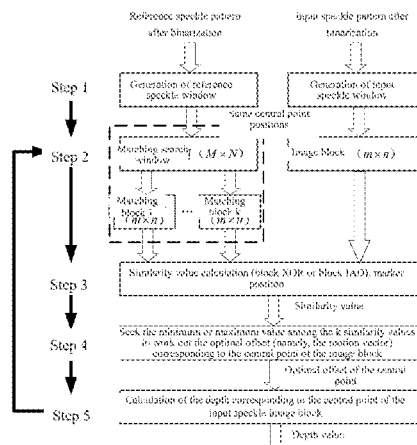 Reference speckle pattern
after binarization
Input speckle pattern after
binarization
Step 1
Generation of reference
speckle window
Generation of input
speckle window
Same central point
positions
Step 2
Matching search
window (M×N)
Image block (m×n)
Matching
block 1
(m×n)
...
Matching
block k
(m×n)
Step 3
Similarity value calculation (block XOR or block
marker
position
Similarity value
Step 4
Seek the minimum or maximum value among the k similarity values
to work out the optimal offset (namely, the motion vector)
corresponding to the central point of the image block
Optimal offset of the central
point
Step 5
Calculation of the depth corresponding to the central point of the
input speckle image block
Depth value